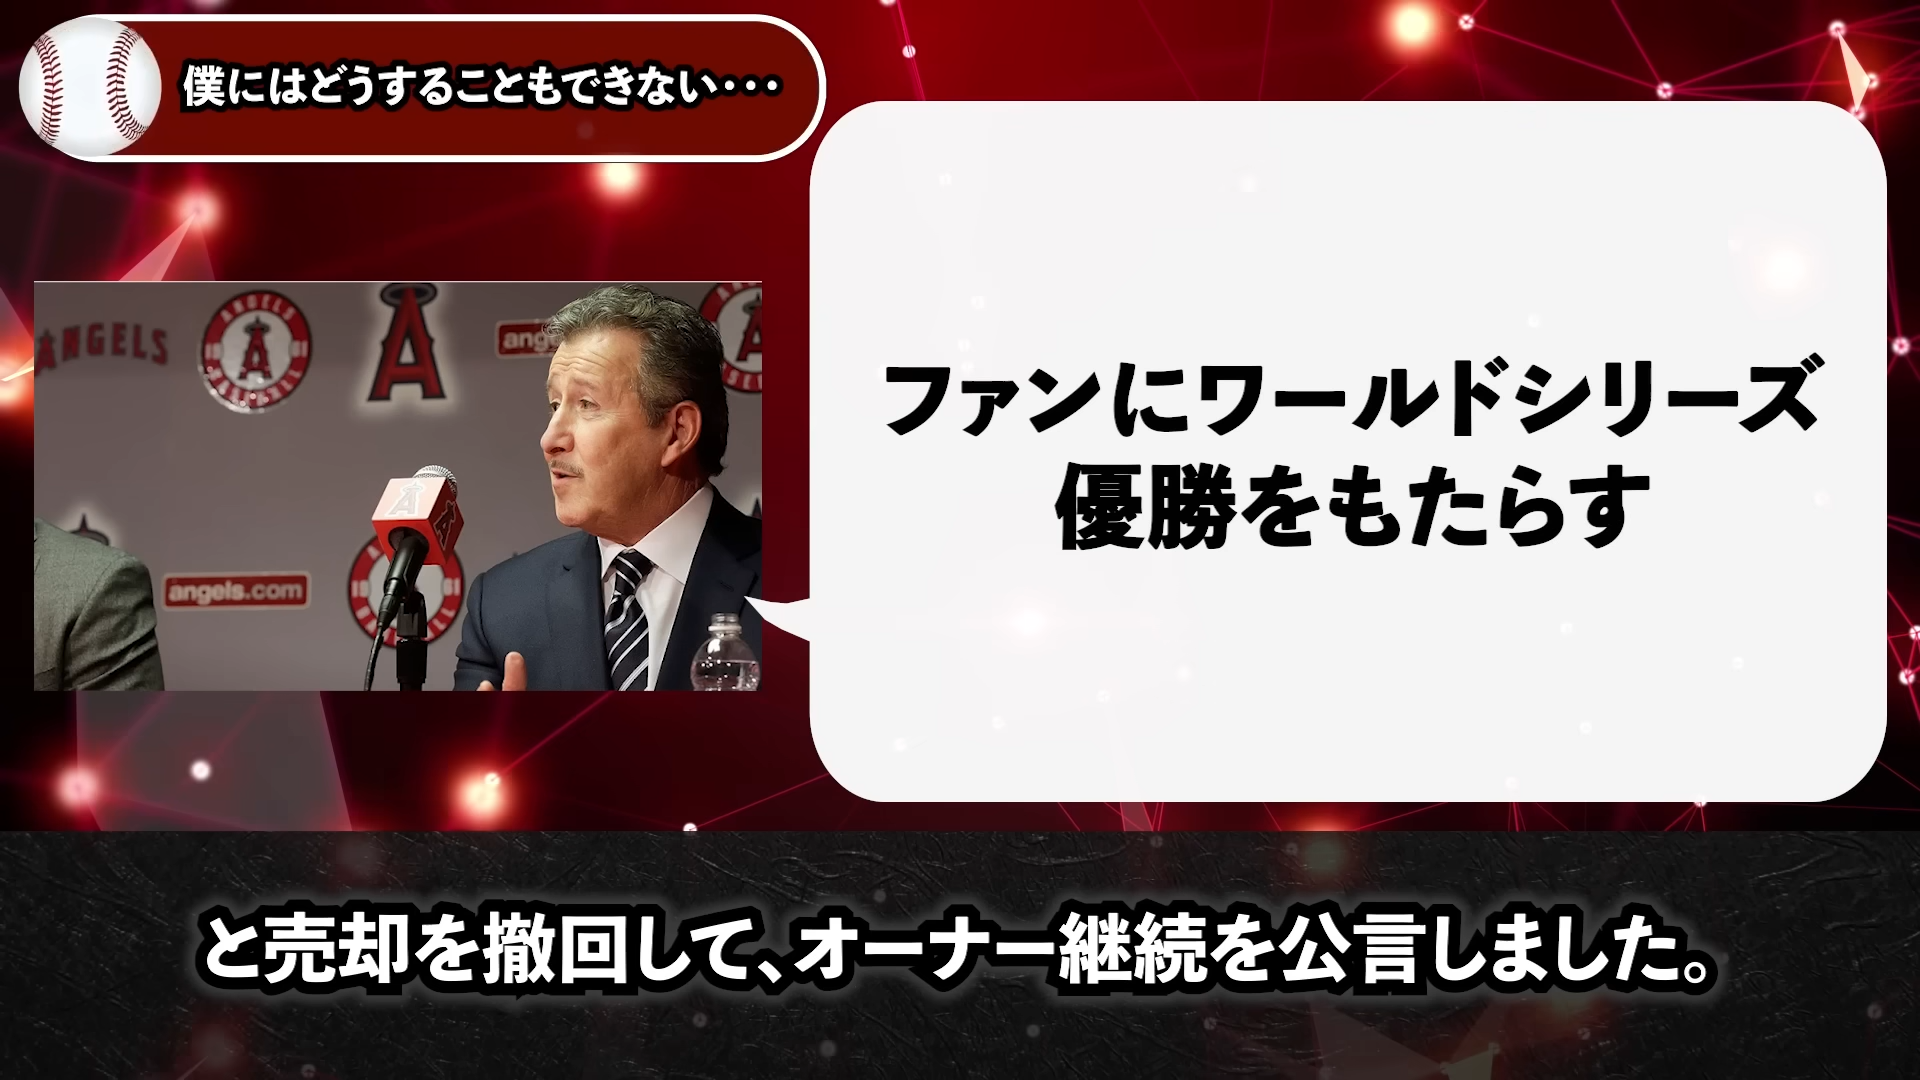 僕にはどうすることもできない・・・
ファンにワールドシリーズ
優勝をもたらす
ANGELS
ANGELS
A
ange
angels.com
と売却を撤回して、オーナー継続を公言しました。